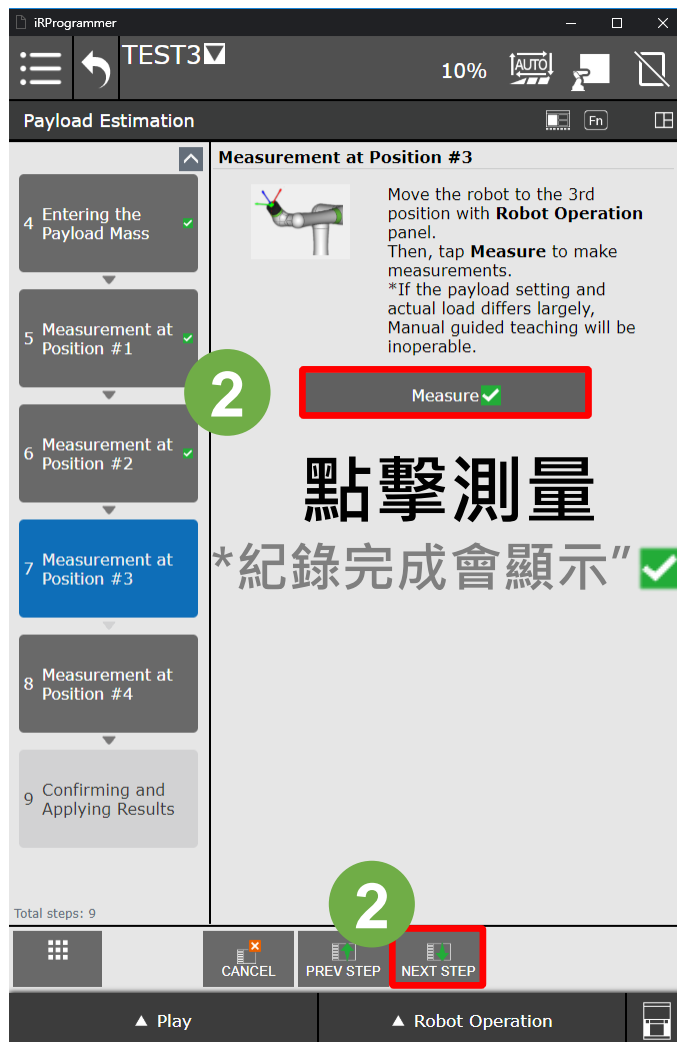 iRProgrammer
TEST3
10%
AUTO
Payload Estimation
Fn
Measurement at Position #3
4 Entering the
Payload Mass
5 Measurement at
Position #1
6 Measurement at
Position #2
7 Measurement at
Position #3
8 Measurement at
Position #4
9 Confirming and
Applying Results
Total steps: 9
Move the robot to the 3rd
position with Robot Operation
panel.
Then, tap Measure to make
measurements.
*If the payload setting and
actual load differs largely,
Manual guided teaching will be
inoperable.
2
Measure
點擊測量
*紀錄完成會顯示”
2
CANCEL
PREV STEP
NEXT STEP
Play
Robot Operation